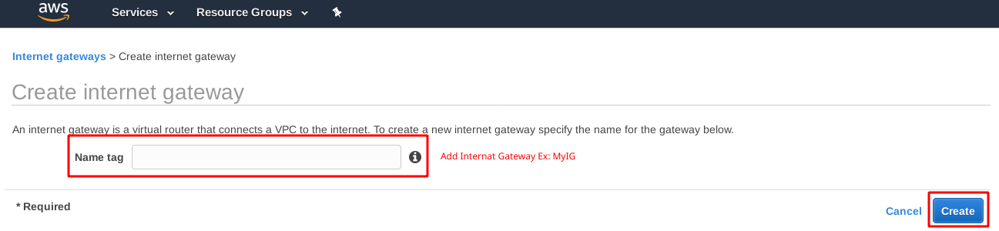 aws Services Resource Groups
Internet gateways > Create internet gateway
Create internet gateway
An internet gateway is a virtual router that connects a VPC to the internet. To create a new internet gateway specify the name for the gateway below.
Name tag Add Internat Gateway Ex: MyIG
* Required
Cancel Create